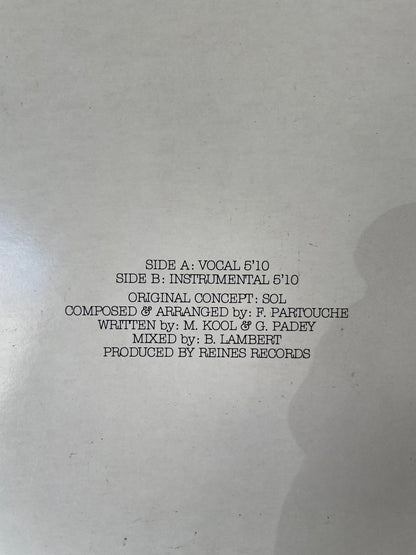 SIDE A: VOCAL 5'10
SIDE B: INSTRUMENTAL 5'10
ORIGINAL CONCEPT: SOL
COMPOSED & ARRANGED by: F. PARTOUCHE
WRITTEN by: M. KOOL & G. PADEY
MIXED by: B. LAMBERT
PRODUCED BY REINES RECORDS